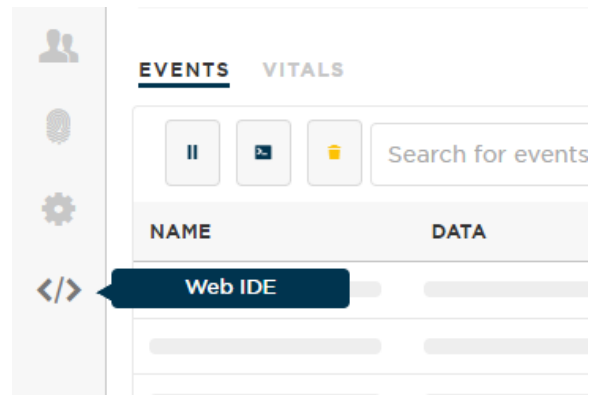 EVENTS VITALS
Search for events
NAME DATA
Web IDE